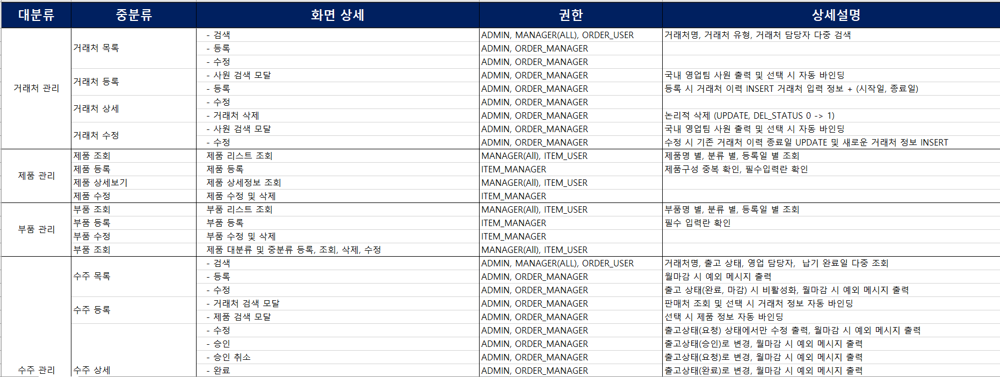 대분류 중분류 화면 상세 권한 상세설명
거래처 관리
거래처 목록
- 검색 ADMIN, MANAGER(ALL), ORDER_USER 거래처명, 거래처 유형, 거래처 담당자 다중 검색
- 등록 ADMIN, ORDER_MANAGER
- 수정 ADMIN, ORDER_MANAGER
거래처 등록
- 사원 검색 모달 ADMIN, ORDER_MANAGER 국내 영업팀 사원 출력 및 선택 시 자동 바인딩
- 등록 ADMIN, ORDER_MANAGER 등록 시 거래처 이력 INSERT 거래처 입력 정보 + (시작일, 종료일)
거래처 상세
- 수정 ADMIN, ORDER_MANAGER
- 거래처 삭제 ADMIN, ORDER_MANAGER 논리적 삭제 (UPDATE, DEL_STATUS 0 -> 1)
거래처 수정
- 사원 검색 모달 ADMIN, ORDER_MANAGER 국내 영업팀 사원 출력 및 선택 시 자동 바인딩
- 수정 ADMIN, ORDER_MANAGER 수정 시 기존 거래처 이력 종료일 UPDATE 및 새로운 거래처 정보 INSERT
제품 관리
제품 조회 제품 리스트 조회 MANAGER(All), ITEM_USER 제품명 별, 분류 별, 등록일 별 조회
제품 등록 제품 등록 ITEM_MANAGER 제품구성 중복 확인, 필수입력란 확인
제품 상세보기 제품 상세정보 조회 MANAGER(All), ITEM_USER
제품 수정 제품 수정 및 삭제 ITEM_MANAGER
부품 관리
부품 조회 부품 리스트 조회 MANAGER(All), ITEM_USER 부품명 별, 분류 별, 등록일 별 조회
부품 등록 부품 등록 ITEM_MANAGER 필수 입력란 확인
부품 수정 부품 수정 및 삭제 ITEM_MANAGER
부품 조회 제품 대분류 및 중분류 등록, 조회, 삭제, 수정 MANAGER(All), ITEM_USER
수주 관리
수주 목록
- 검색 ADMIN, MANAGER(ALL), ORDER_USER 거래처명, 출고 상태, 영업 담당자, 납기 완료일 다중 조회
- 등록 ADMIN, ORDER_MANAGER 월마감 시 예외 메시지 출력
- 수정 ADMIN, ORDER_MANAGER 출고 상태(완료, 마감) 시 비활성화, 월마감 시 예외 메시지 출력
수주 등록
- 거래처 검색 모달 ADMIN, ORDER_MANAGER 판매처 조회 및 선택 시 거래처 정보 자동 바인딩
- 제품 검색 모달 ADMIN, ORDER_MANAGER 선택 시 제품 정보 자동 바인딩
수주 상세
- 수정 ADMIN, ORDER_MANAGER 출고상태(요청) 상태에서만 수정 출력, 월마감 시 예외 메시지 출력
- 승인 ADMIN, ORDER_MANAGER 출고상태(승인)로 변경, 월마감 시 예외 메시지 출력
- 승인 취소 ADMIN, ORDER_MANAGER 출고상태(요청)로 변경, 월마감 시 예외 메시지 출력
- 완료 ADMIN, ORDER_MANAGER 출고상태(완료)로 변경, 월마감 시 예외 메시지 출력